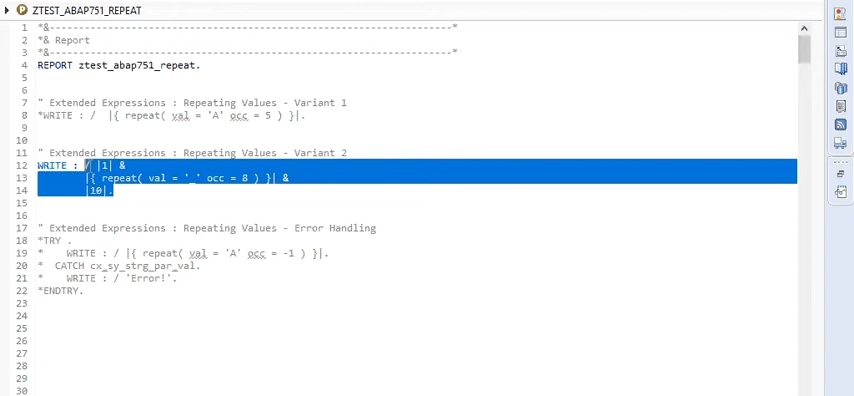 ZTEST_ABAP751_REPEAT
1 *&---------------------------------------------------------------------*
2 *& Report
3 *&---------------------------------------------------------------------*
4 REPORT ztest_abap751_repeat.
5
6
7 " Extended Expressions : Repeating Values - Variant 1
8 *WRITE : / |{ repeat( val = 'A' occ = 5 ) }|.
9
10
11 " Extended Expressions : Repeating Values - Variant 2
12 WRITE : / |1| &
13 |{ repeat( val = '_' occ = 8 ) }| &
14 |10|.
15
16
17 " Extended Expressions : Repeating Values - Error Handling
18 *TRY .
19 * WRITE : / |{ repeat( val = 'A' occ = -1 ) }|.
20 * CATCH cx_sy_strg_par_val.
21 * WRITE : / 'Error!'.
22 *ENDTRY.
23
24
25
26
27
28
29
30